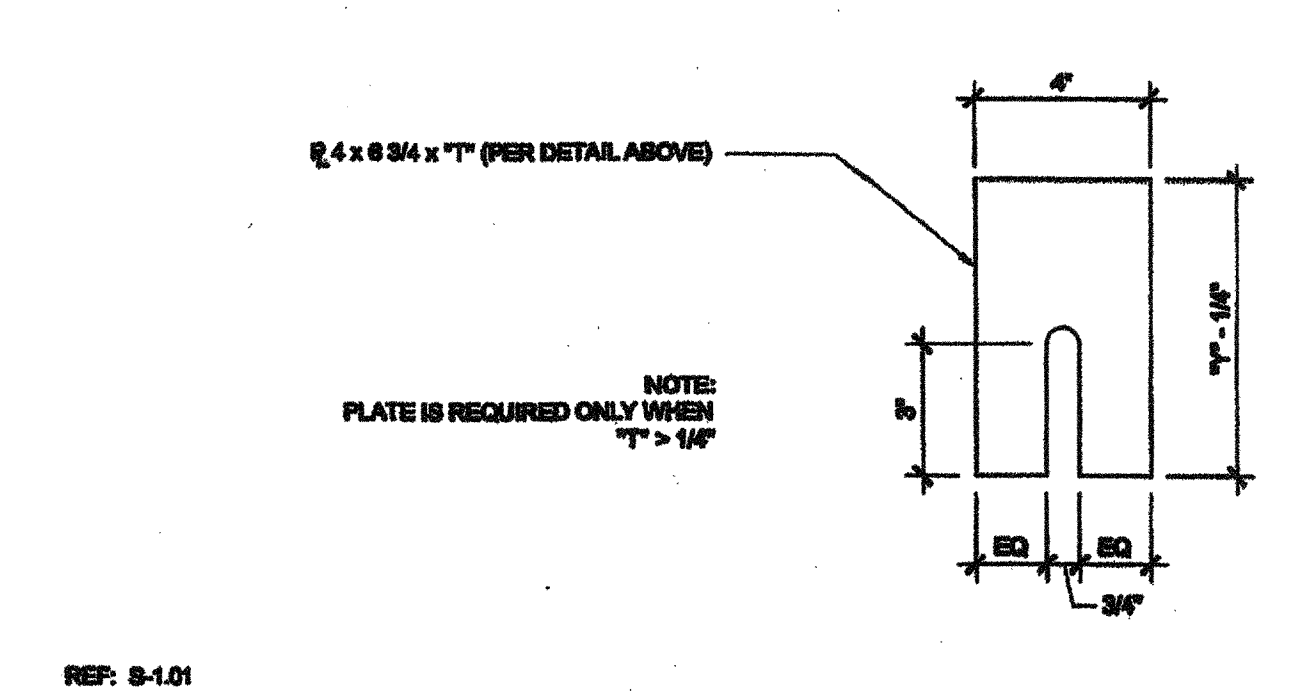 4"
℄ 4 x 6 3/4 x "T" (PER DETAIL ABOVE)
"Y" - 1/4"
NOTE:
PLATE IS REQUIRED ONLY WHEN
"T" > 1/4"
3"
EQ
EQ
3/4"
REF: S-1.01